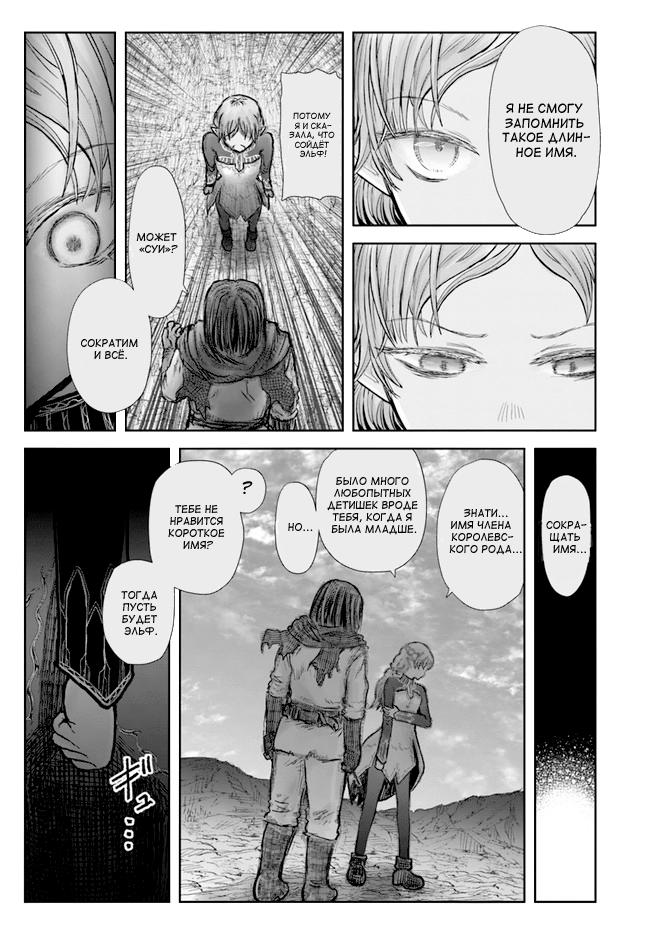 Я НЕ СМОГУ
ЗАПОМНИТЬ
ТАКОЕ ДЛИН-
НОЕ ИМЯ.
ПОТОМУ
Я И СКА-
ЗАЛА, ЧТО
СОЙДЁТ
ЭЛЬФ!
МОЖЕТ
«СУИ»?
СОКРАТИМ
И ВСЁ.
СОКРА-
ЩАТЬ
ИМЯ...
ЗНАТИ...
ИМЯ ЧЛЕНА
КОРОЛЕВС-
КОГО РОДА...
БЫЛО МНОГО
ЛЮБОПЫТНЫХ
ДЕТИШЕК ВРОДЕ
ТЕБЯ, КОГДА Я
БЫЛА МЛАДШЕ.
НО...
?
ТЕБЕ НЕ
НРАВИТСЯ
КОРОТКОЕ
ИМЯ?
ТОГДА
ПУСТЬ
БУДЕТ
ЭЛЬФ.
ギュ...